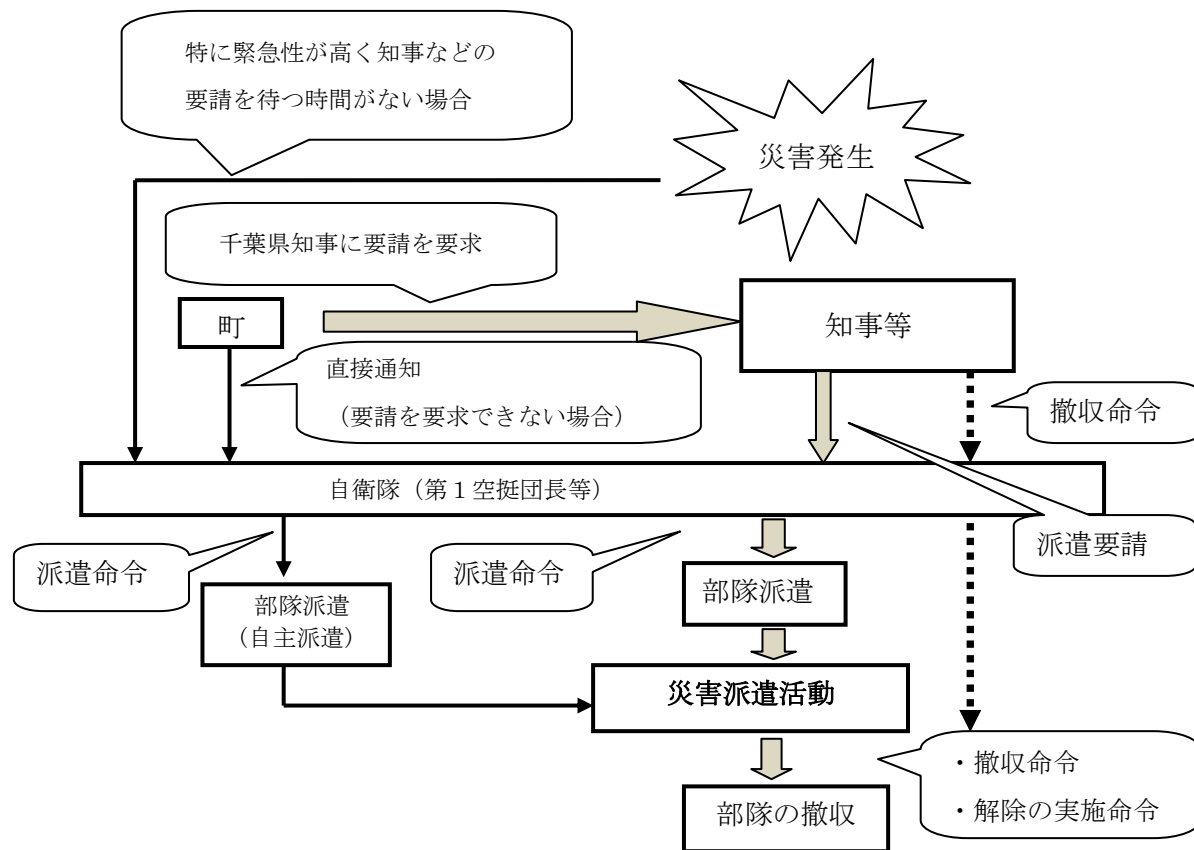 特に緊急性が高く知事などの
要請を待つ時間がない場合
災害発生
千葉県知事に要請を要求
町
知事等
直接通知
（要請を要求できない場合）
撤収命令
自衛隊（第１空挺団長等）
派遣要請
派遣命令
派遣命令
部隊派遣
（自主派遣）
部隊派遣
災害派遣活動
・撤収命令
・解除の実施命令
部隊の撤収